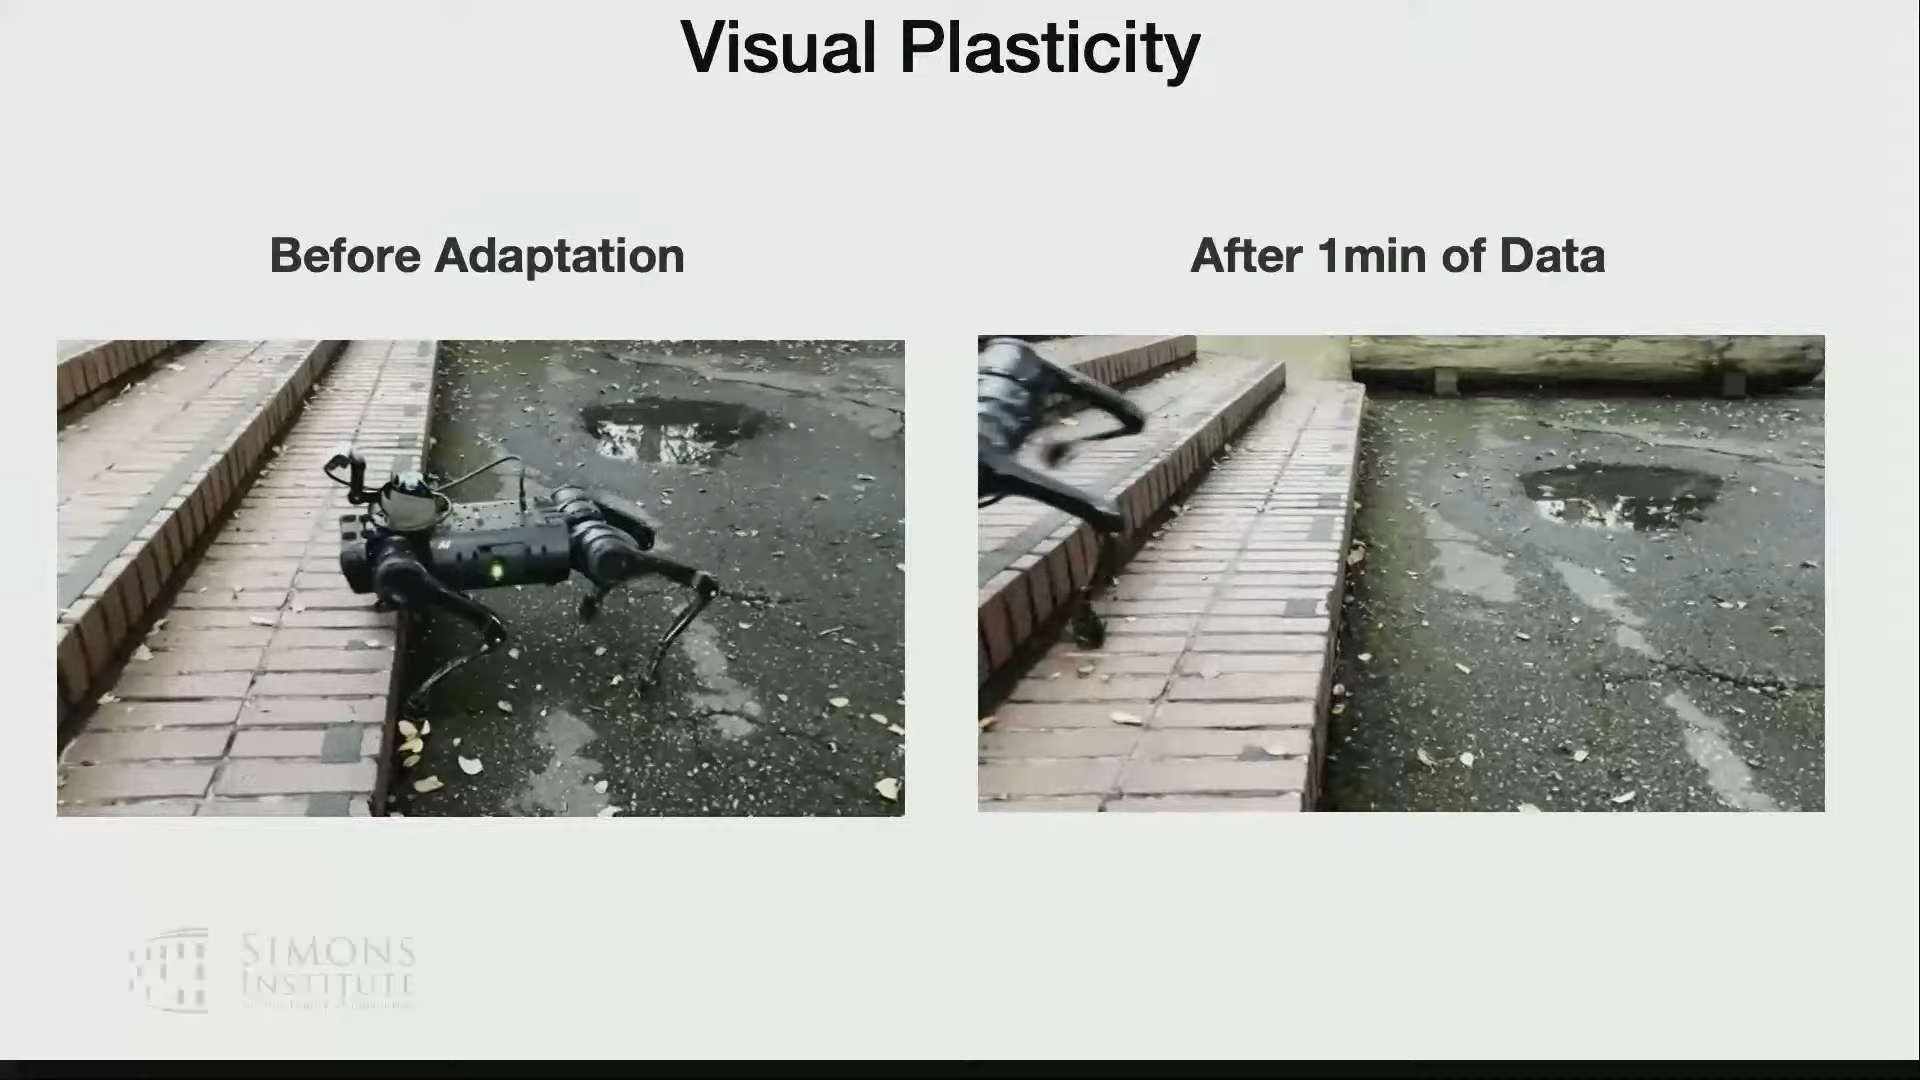 Visual Plasticity
Before Adaptation
After 1min of Data
SIMONS
INSTITUTE